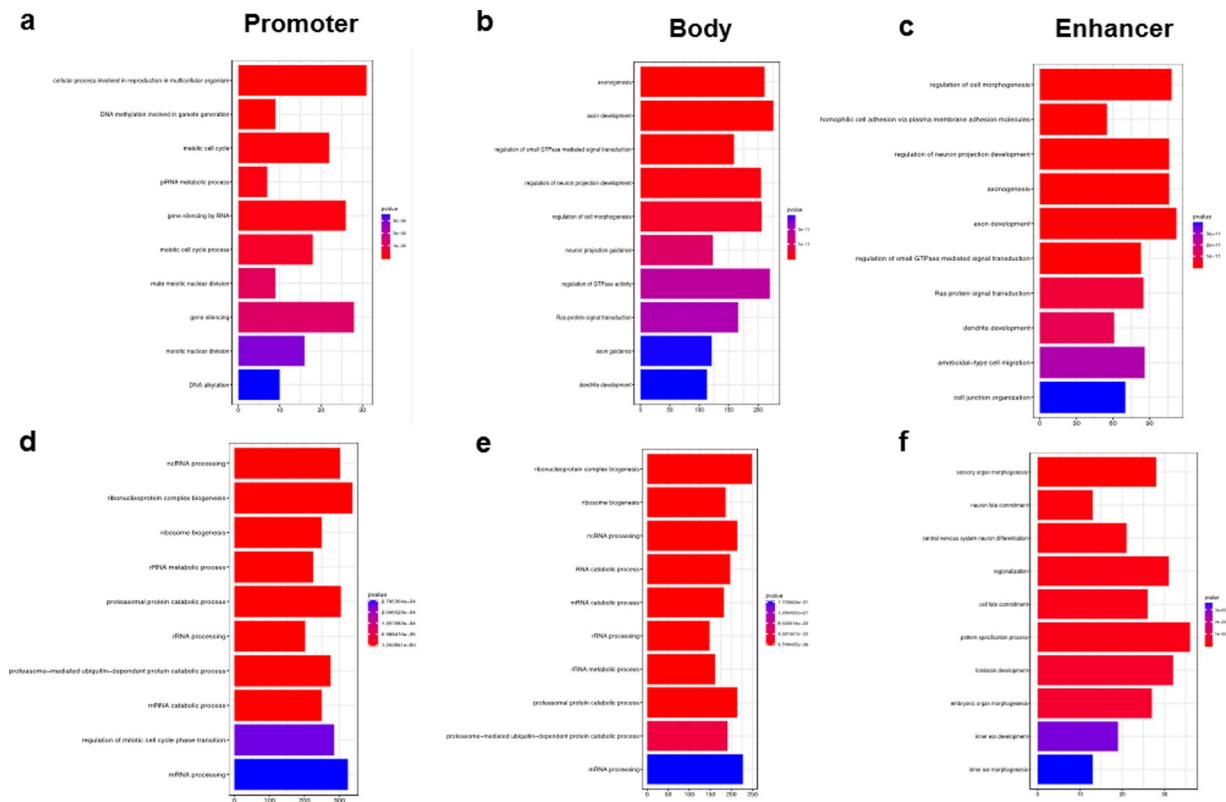 a Promoter
cellular process involved in reproduction in multicellular organism
DNA methylation involved in gamete generation
meiotic cell cycle
piRNA metabolic process
gene silencing by RNA
meiotic cell cycle process
male meiotic nuclear division
gene silencing
meiotic nuclear division
DNA alkylation
0 10 20 30
pvalue
b Body
axonogenesis
axon development
regulation of small GTPase mediated signal transduction
regulation of neuron projection development
regulation of cell morphogenesis
neuron projection guidance
regulation of GTPase activity
Ras protein signal transduction
axon guidance
dendrite development
0 50 100 150 200
pvalue
2e-11
1e-11
c Enhancer
regulation of cell morphogenesis
homophilic cell adhesion via plasma membrane adhesion molecules
regulation of neuron projection development
axonogenesis
axon development
regulation of small GTPase mediated signal transduction
Ras protein signal transduction
dendrite development
ameboidal-type cell migration
cell junction organization
0 30 60 90
pvalue
3e-11
2e-11
1e-11
d
ncRNA processing
ribonucleoprotein complex biogenesis
ribosome biogenesis
rRNA metabolic process
proteasomal protein catabolic process
rRNA processing
proteasome-mediated ubiquitin-dependent protein catabolic process
mRNA catabolic process
regulation of mitotic cell cycle phase transition
mRNA processing
0 100 200 300
pvalue
e
ribonucleoprotein complex biogenesis
ribosome biogenesis
ncRNA processing
RNA catabolic process
mRNA catabolic process
rRNA processing
rRNA metabolic process
proteasomal protein catabolic process
proteasome-mediated ubiquitin-dependent protein catabolic process
mRNA processing
0 50 100 150 200 250
pvalue
f
sensory organ morphogenesis
neuron fate commitment
central nervous system neuron differentiation
regionalization
cell fate commitment
pattern specification process
forebrain development
embryonic organ morphogenesis
inner ear development
inner ear morphogenesis
0 10 20 30
pvalue